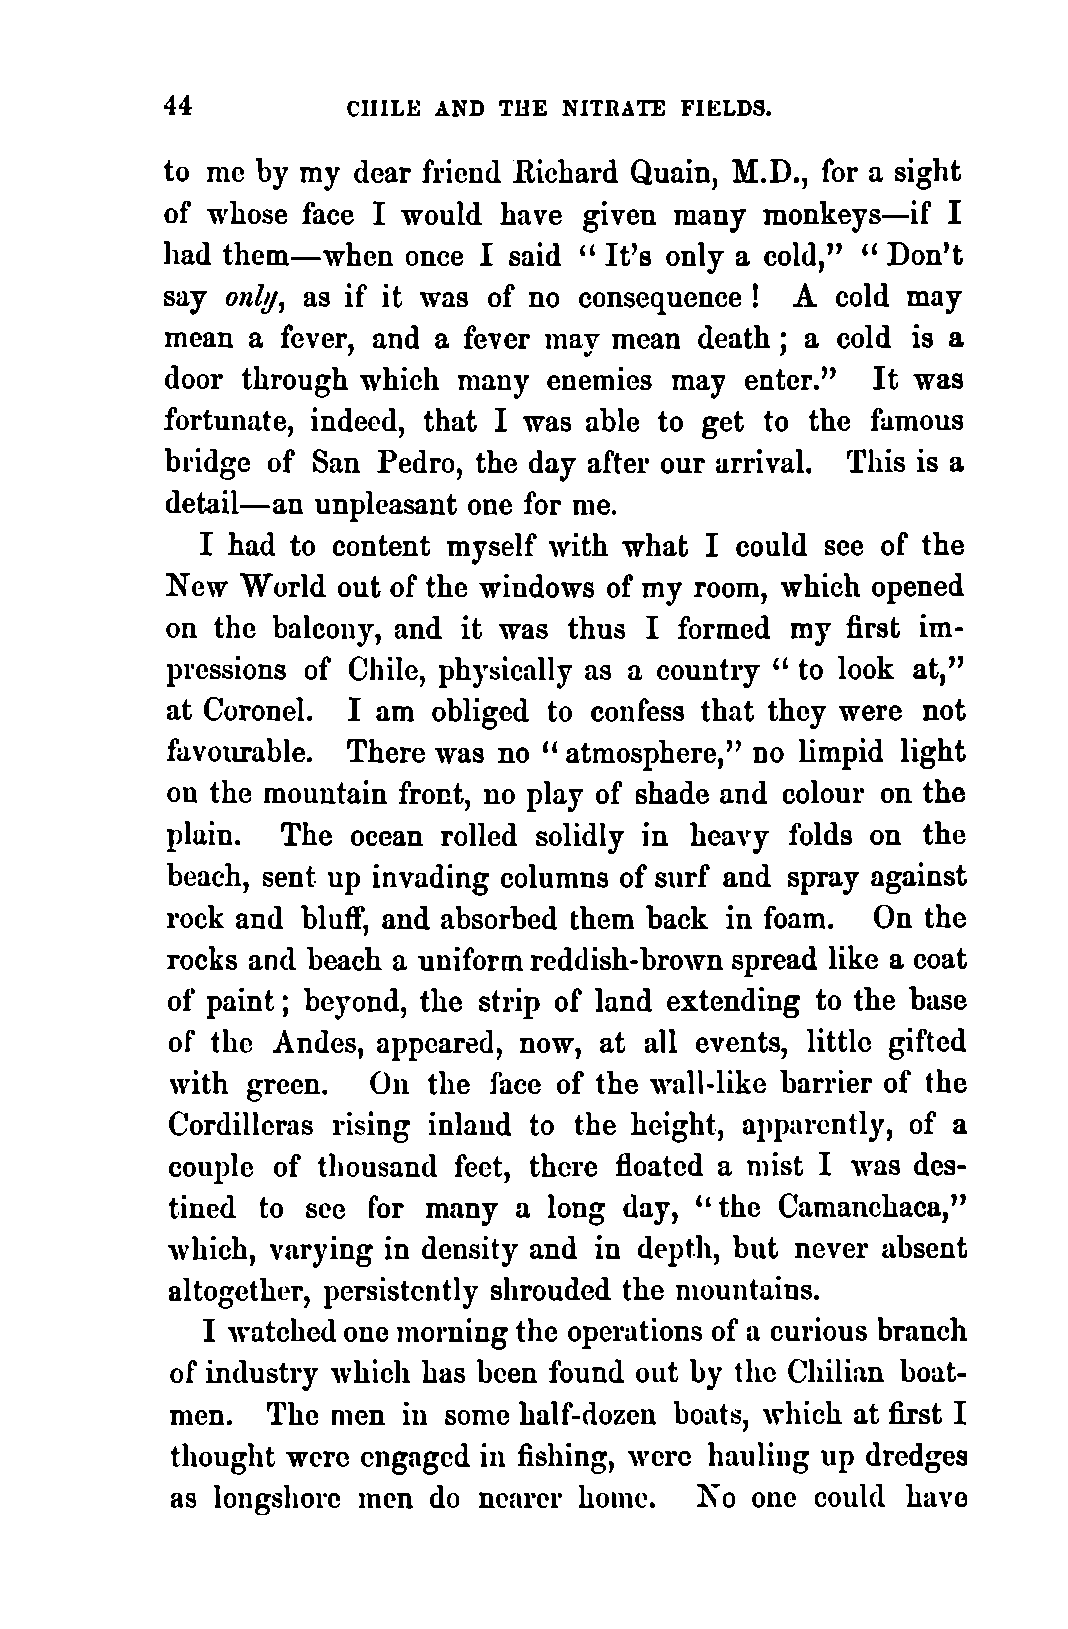 44 CHILE AND THE NITRATE FIELDS.
to me by my dear friend Richard Quain, M.D., for a sight
of whose face I would have given many monkeys—if I
had them—when once I said “ It’s only a cold,” “ Don’t
say only, as if it was of no consequence ! A cold may
mean a fever, and a fever may mean death ; a cold is a
door through which many enemies may enter.” It was
fortunate, indeed, that I was able to get to the famous
bridge of San Pedro, the day after our arrival. This is a
detail—an unpleasant one for me.
I had to content myself with what I could see of the
New World out of the windows of my room, which opened
on the balcony, and it was thus I formed my first im-
pressions of Chile, physically as a country “ to look at,”
at Coronel. I am obliged to confess that they were not
favourable. There was no “ atmosphere,” no limpid light
on the mountain front, no play of shade and colour on the
plain. The ocean rolled solidly in heavy folds on the
beach, sent up invading columns of surf and spray against
rock and bluff, and absorbed them back in foam. On the
rocks and beach a uniform reddish-brown spread like a coat
of paint ; beyond, the strip of land extending to the base
of the Andes, appeared, now, at all events, little gifted
with green. On the face of the wall-like barrier of the
Cordilleras rising inland to the height, apparently, of a
couple of thousand feet, there floated a mist I was des-
tined to see for many a long day, “ the Camanchaca,”
which, varying in density and in depth, but never absent
altogether, persistently shrouded the mountains.
I watched one morning the operations of a curious branch
of industry which has been found out by the Chilian boat-
men. The men in some half-dozen boats, which at first I
thought were engaged in fishing, were hauling up dredges
as longshore men do nearer home. No one could have